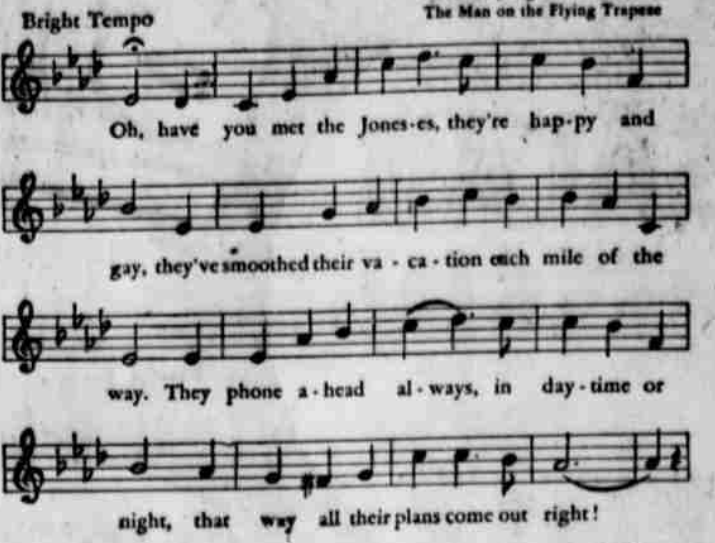 Bright Tempo
The Man on the Flying Trapeze
Oh, have you met the Jones-es, they're hap-py and
gay, they've smoothed their va - ca - tion each mile of the
way. They phone a-head al-ways, in day-time or
night, that way all their plans come out right!